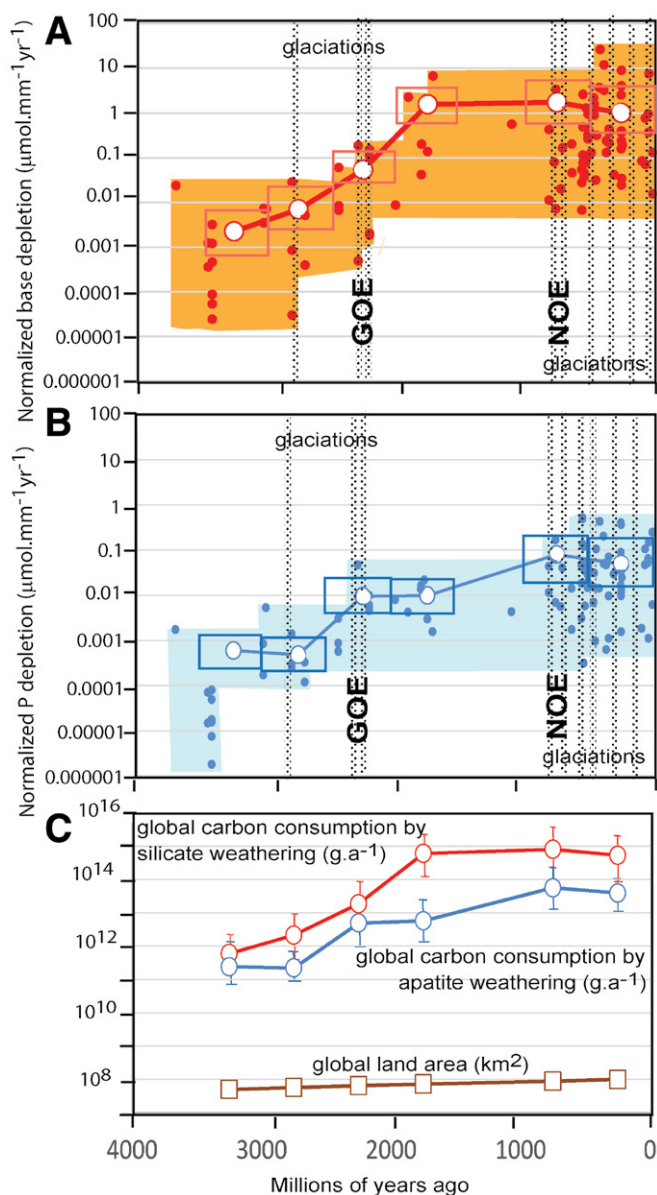 A
glaciations
Normalized base depletion (µmol.mm⁻¹yr⁻¹)
100
10
1
0.1
0.01
0.001
0.0001
0.00001
0.000001
GOE
NOE
glaciations
B
glaciations
Normalized P depletion (µmol.mm⁻¹yr⁻¹)
100
10
1
0.1
0.01
0.001
0.0001
0.00001
0.000001
GOE
NOE
glaciations
C
10¹⁶
10¹⁴
10¹²
10¹⁰
10⁸
global carbon consumption by
silicate weathering (g.a⁻¹)
global carbon consumption by
apatite weathering (g.a⁻¹)
global land area (km²)
4000 3000 2000 1000 0
Millions of years ago